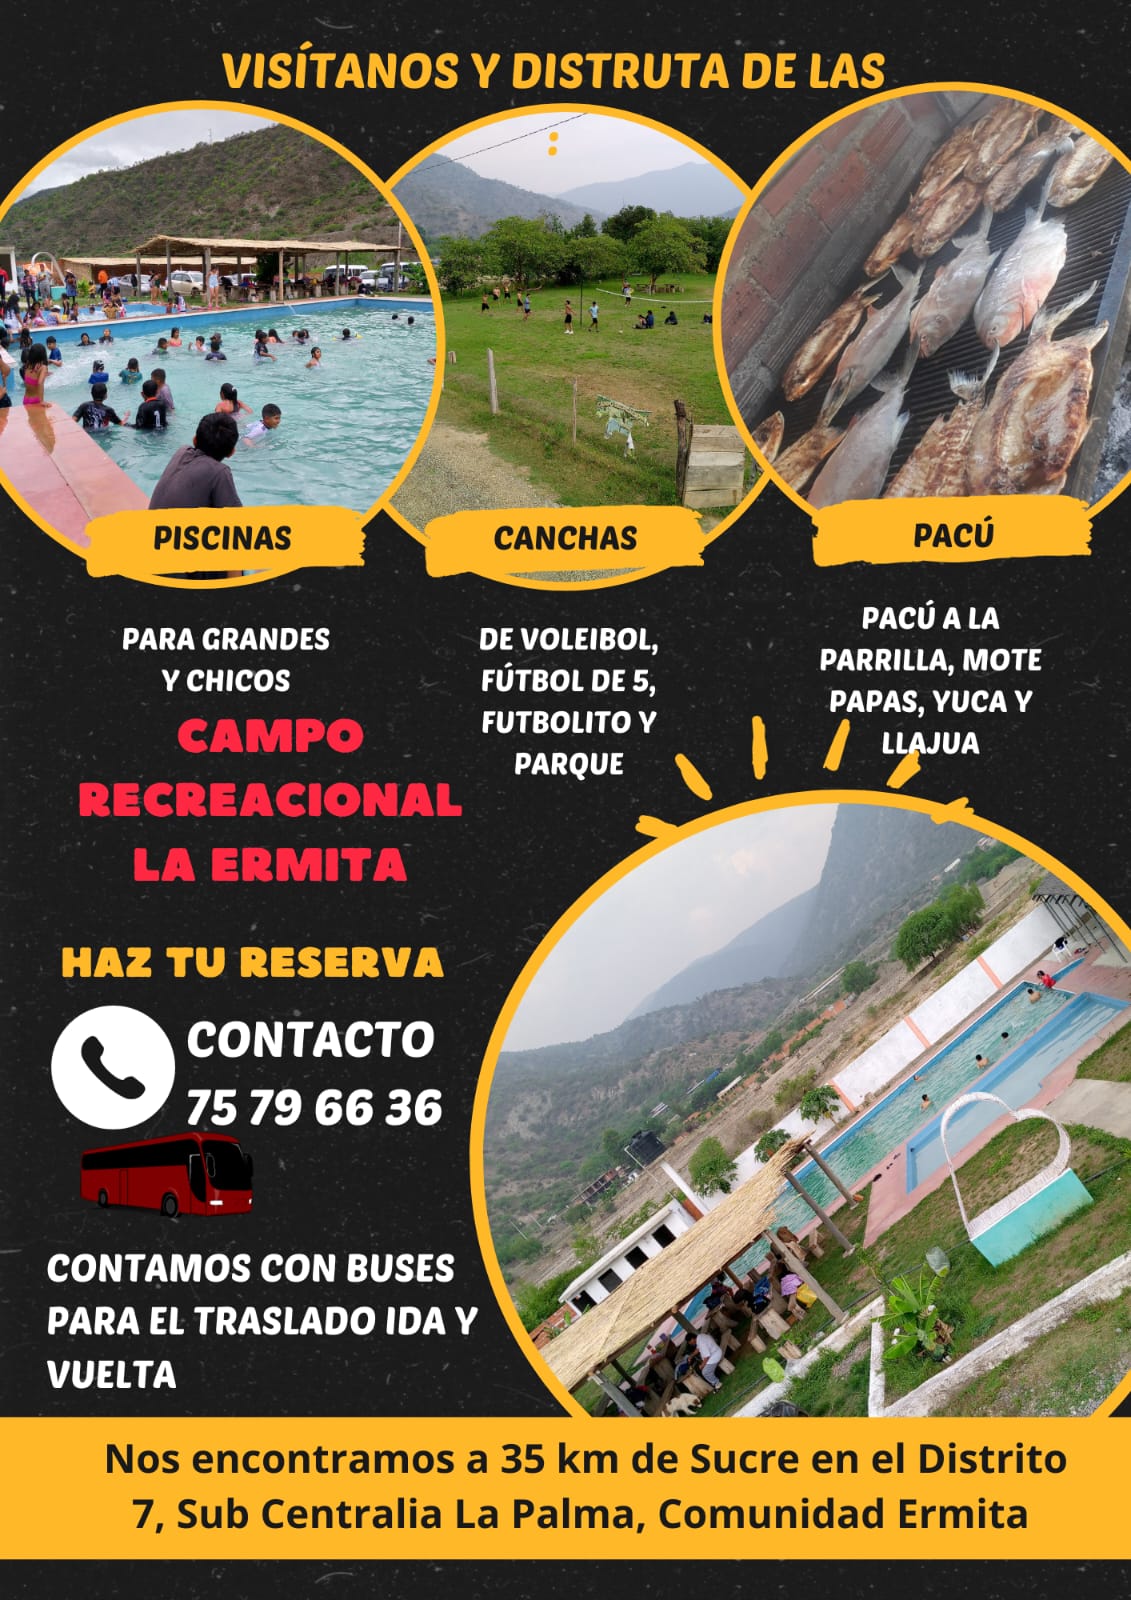 VISÍTANOS Y DISTRUTA DE LAS
:
PISCINAS
CANCHAS
PACÚ
PARA GRANDES
Y CHICOS
DE VOLEIBOL,
FÚTBOL DE 5,
FUTBOLITO Y
PARQUE
PACÚ A LA
PARRILLA, MOTE
PAPAS, YUCA Y
LLAJUA
CAMPO
RECREACIONAL
LA ERMITA
HAZ TU RESERVA
CONTACTO
75 79 66 36
CONTAMOS CON BUSES
PARA EL TRASLADO IDA Y
VUELTA
Nos encontramos a 35 km de Sucre en el Distrito
7, Sub Centralia La Palma, Comunidad Ermita